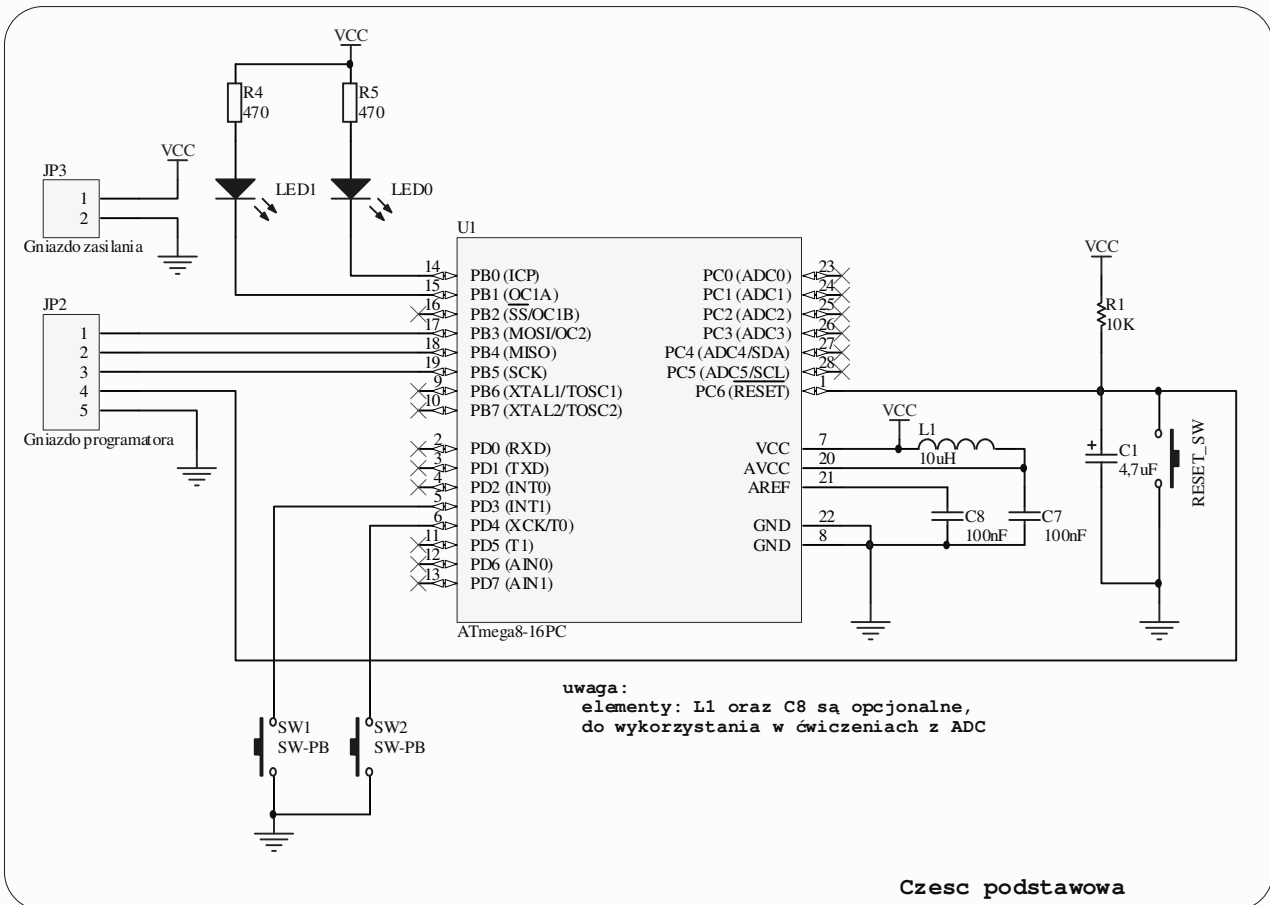 VCC
R4
470
R5
470
VCC
JP3
1
2
Gniazdo zasilania
LED1
LED0
JP2
1
2
3
4
5
Gniazdo programatora
U1
14 PB0 (ICP)
15 PB1 (OC1A)
16 PB2 (SS/OC1B)
17 PB3 (MOSI/OC2)
18 PB4 (MISO)
19 PB5 (SCK)
9 PB6 (XTAL1/TOSC1)
10 PB7 (XTAL2/TOSC2)
2 PD0 (RXD)
3 PD1 (TXD)
4 PD2 (INT0)
5 PD3 (INT1)
6 PD4 (XCK/T0)
11 PD5 (T1)
12 PD6 (AIN0)
13 PD7 (AIN1)
PC0 (ADC0) 23
PC1 (ADC1) 24
PC2 (ADC2) 25
PC3 (ADC3) 26
PC4 (ADC4/SDA) 27
PC5 (ADC5/SCL) 28
PC6 (RESET) 1
VCC 7
AVCC 20
AREF 21
GND 22
GND 8
ATmega8-16PC
VCC
L1
10uH
C8
100nF
C7
100nF
VCC
R1
10K
+
C1
4,7uF
RESET_SW
SW1
SW-PB
SW2
SW-PB
uwaga:
elementy: L1 oraz C8 są opcjonalne,
do wykorzystania w ćwiczeniach z ADC
Czesc podstawowa